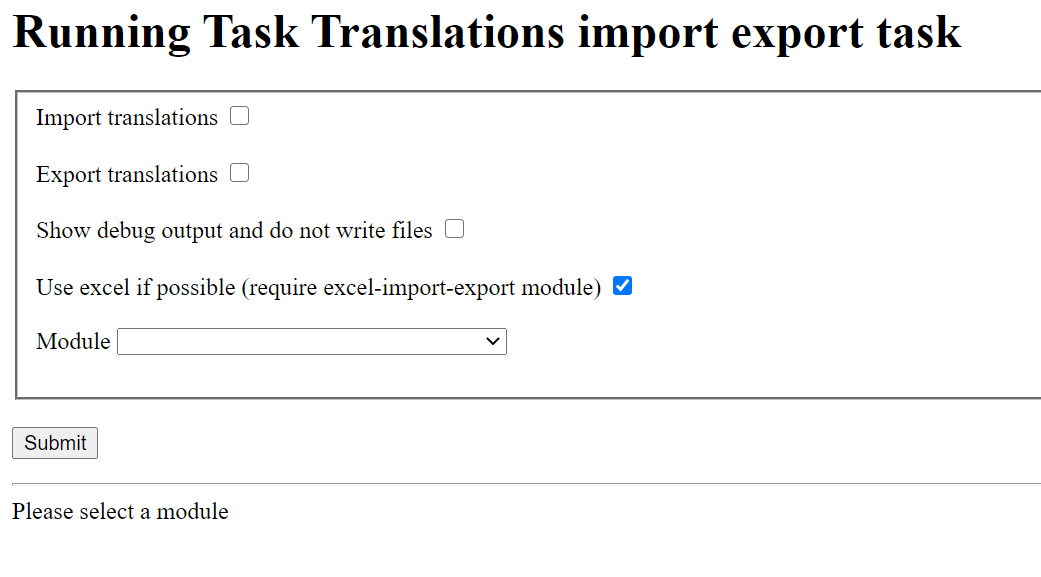 Running Task Translations import export task
Import translations
Export translations
Show debug output and do not write files
Use excel if possible (require excel-import-export module)
Module
Submit
Please select a module